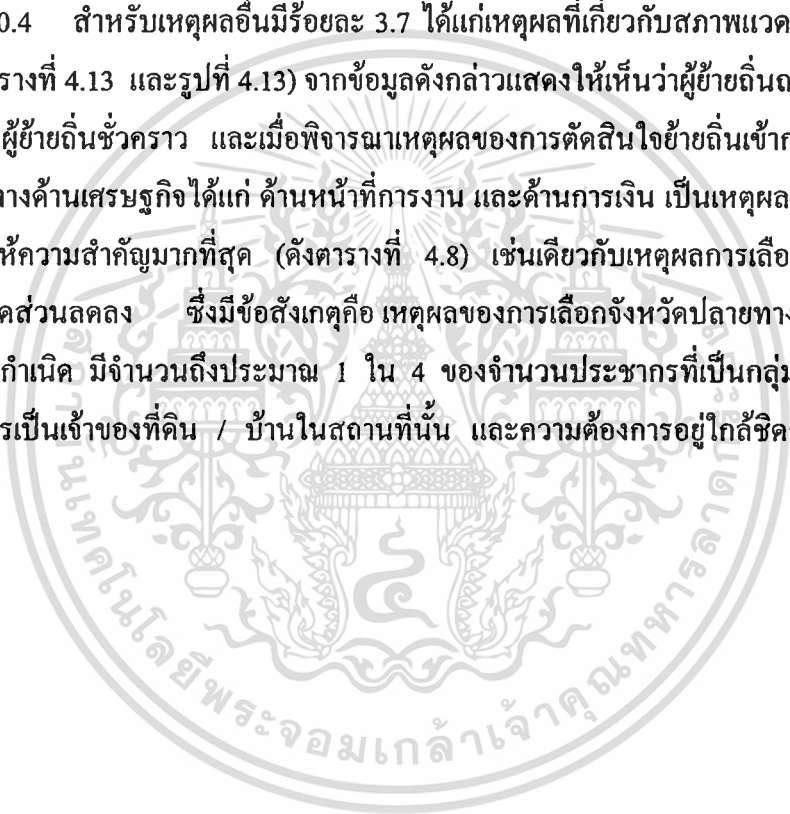 0.4 สำหรับเหตุผลอื่นมีร้อยละ 3.7 ได้แก่เหตุผลที่เกี่ยวกับสภาพแวด
รางที่ 4.13 และรูปที่ 4.13) จากข้อมูลดังกล่าวแสดงให้เห็นว่าผู้ย้ายถิ่นถ
ผู้ย้ายถิ่นชั่วคราว และเมื่อพิจารณาเหตุผลของการตัดสินใจย้ายถิ่นเข้าก
ทางด้านเศรษฐกิจได้แก่ ด้านหน้าที่การงาน และด้านการเงิน เป็นเหตุผล
ห้ความสำคัญมากที่สุด (ดังตารางที่ 4.8) เช่นเดียวกับเหตุผลการเลือ
ดส่วนลดลง ซึ่งมีข้อสังเกตุคือ เหตุผลของการเลือกจังหวัดปลายทาง
กำเนิด มีจำนวนถึงประมาณ 1 ใน 4 ของจำนวนประชากรที่เป็นกลุ่ม
รเป็นเจ้าของที่ดิน / บ้านในสถานที่นั้น และความต้องการอยู่ใกล้ชิด
เทคโนโลยีพระจอมเกล้าเจ้าคุณทหารลาดก